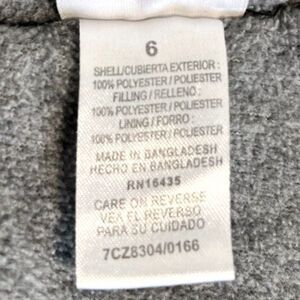 6
SHELL/CUBIERTA EXTERIOR:
100% POLYESTER / POLIESTER
FILLING / RELLENO:
100% POLYESTER / POLIESTER
LINING / FORRO:
100% POLYESTER / POLIESTER
MADE IN BANGLADESH
HECHO EN BANGLADESH
RN16435
CARE ON REVERSE
VEA EL REVERSO
PARA SU CUIDADO
7CZ8304/0166